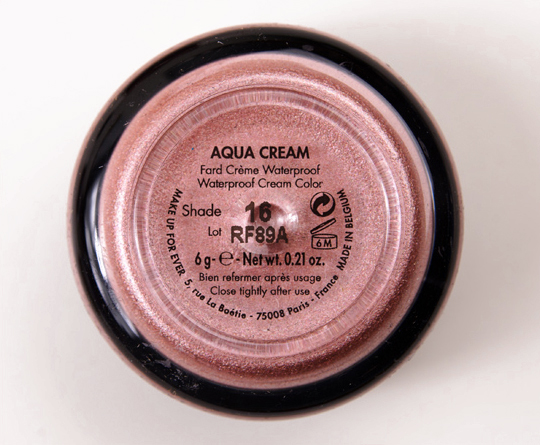 AQUA CREAM
Fard Crème Waterproof
Waterproof Cream Color
Shade 16
Lot RF89A
6M
6 g- ℮ - Net wt. 0.21 oz.
Bien refermer après usage
Close tightly after use
MAKE UP FOR EVER 5, rue La Boétie - 75008 Paris - France MADE IN BELGIUM